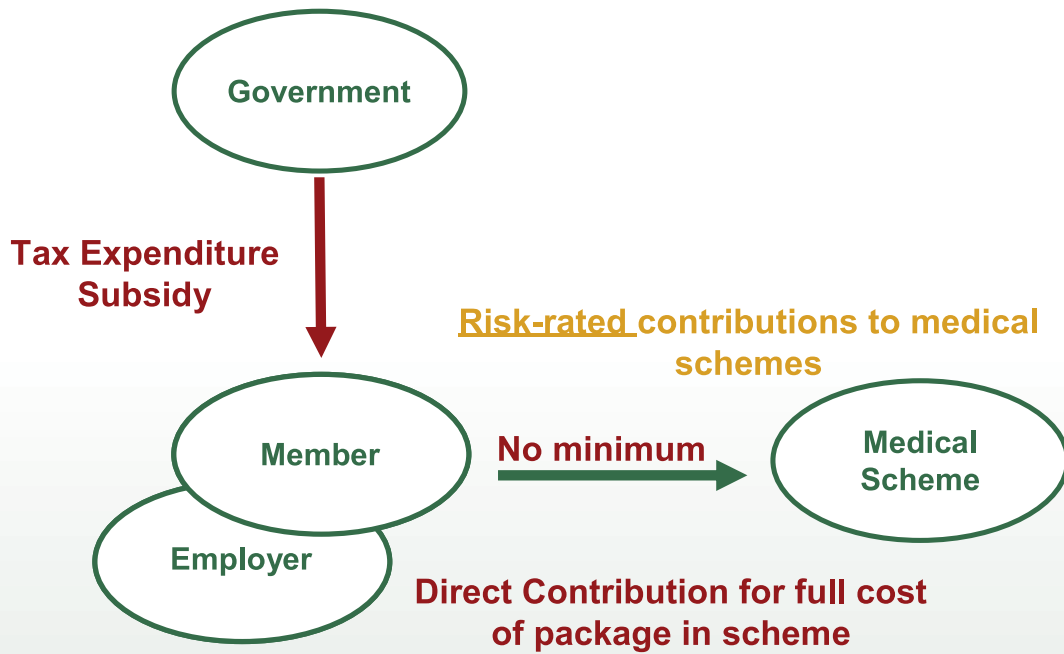 Government
Tax Expenditure
Subsidy
Risk-rated contributions to medical
schemes
Member
No minimum
Medical
Scheme
Employer
Direct Contribution for full cost
of package in scheme